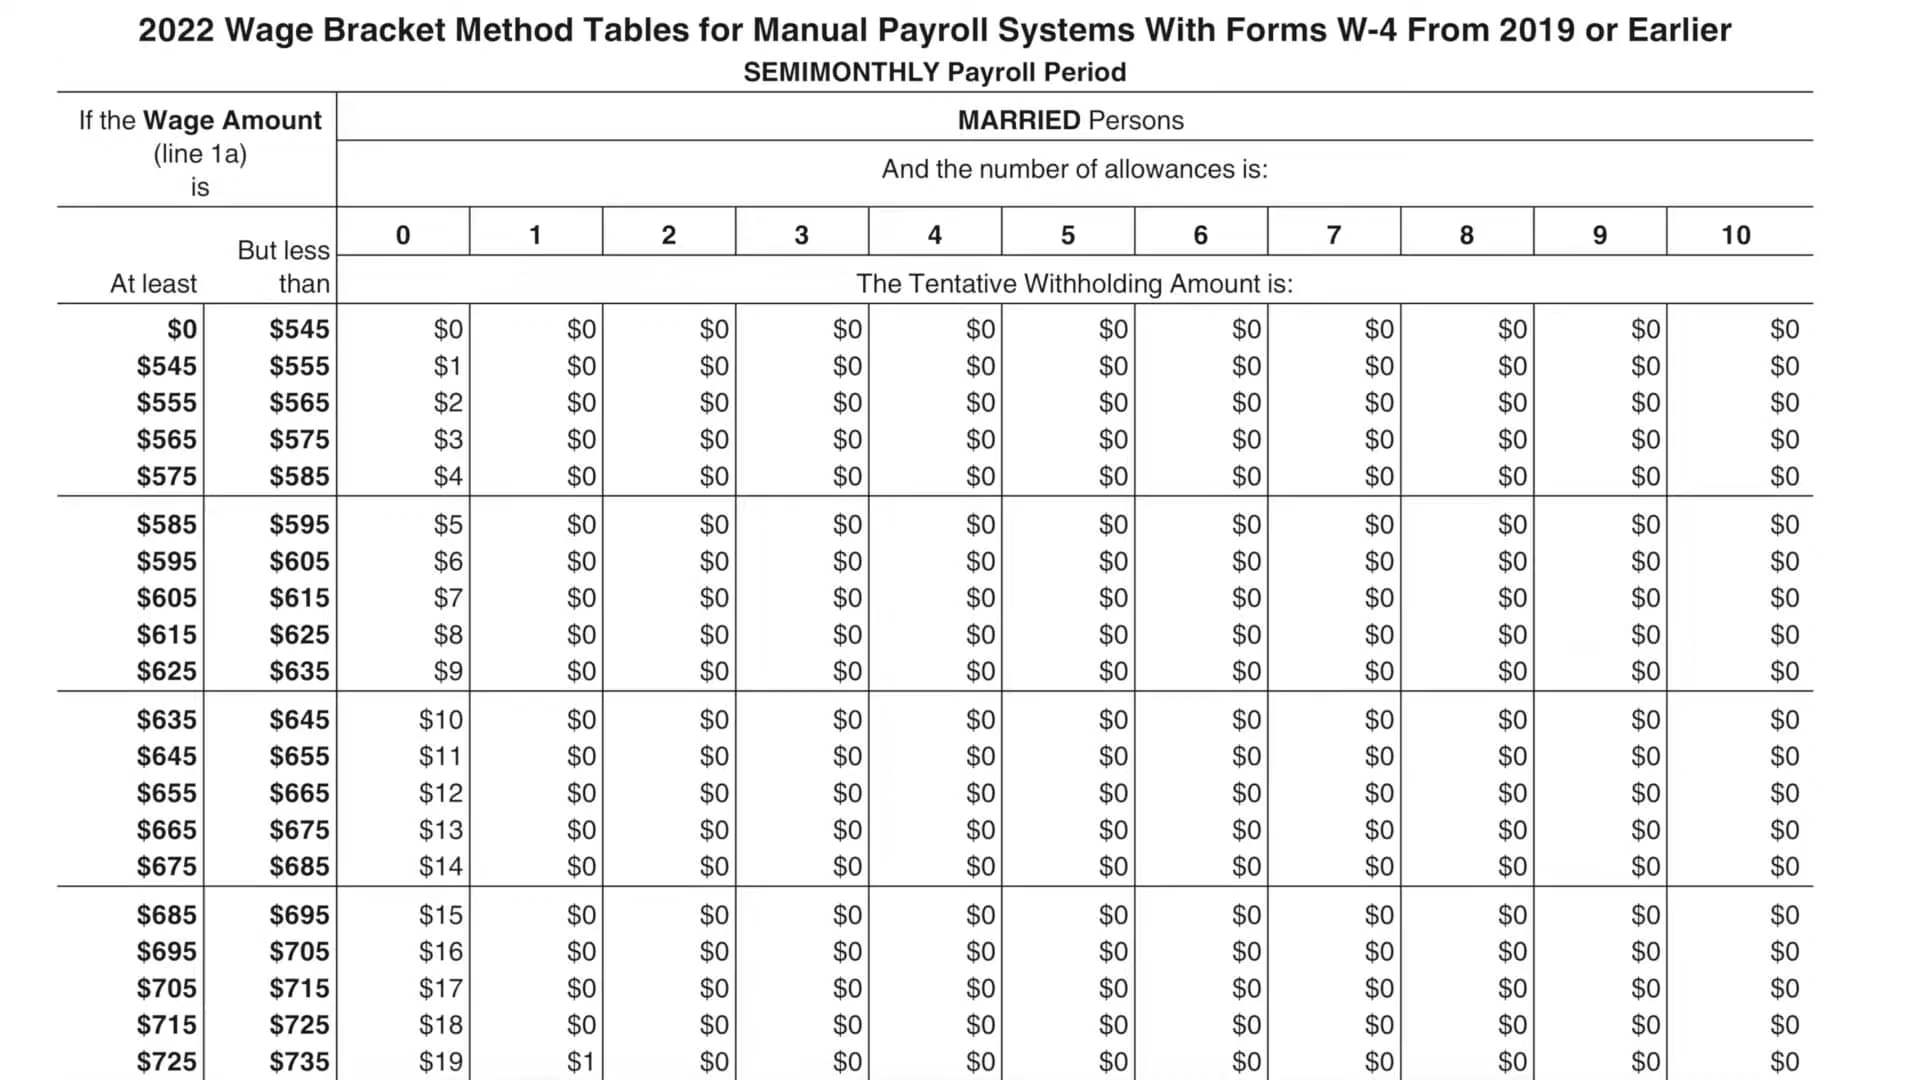 2022 Wage Bracket Method Tables for Manual Payroll Systems With Forms W-4 From 2019 or Earlier
SEMIMONTHLY Payroll Period
If the Wage Amount
(line 1a)
is
MARRIED Persons
And the number of allowances is:
0 1 2 3 4 5 6 7 8 9 10
At least
But less
than
The Tentative Withholding Amount is:
$0 $545 $0 $0 $0 $0 $0 $0 $0 $0 $0 $0 $0
$545 $555 $1 $0 $0 $0 $0 $0 $0 $0 $0 $0 $0
$555 $565 $2 $0 $0 $0 $0 $0 $0 $0 $0 $0 $0
$565 $575 $3 $0 $0 $0 $0 $0 $0 $0 $0 $0 $0
$575 $585 $4 $0 $0 $0 $0 $0 $0 $0 $0 $0 $0
$585 $595 $5 $0 $0 $0 $0 $0 $0 $0 $0 $0 $0
$595 $605 $6 $0 $0 $0 $0 $0 $0 $0 $0 $0 $0
$605 $615 $7 $0 $0 $0 $0 $0 $0 $0 $0 $0 $0
$615 $625 $8 $0 $0 $0 $0 $0 $0 $0 $0 $0 $0
$625 $635 $9 $0 $0 $0 $0 $0 $0 $0 $0 $0 $0
$635 $645 $10 $0 $0 $0 $0 $0 $0 $0 $0 $0 $0
$645 $655 $11 $0 $0 $0 $0 $0 $0 $0 $0 $0 $0
$655 $665 $12 $0 $0 $0 $0 $0 $0 $0 $0 $0 $0
$665 $675 $13 $0 $0 $0 $0 $0 $0 $0 $0 $0 $0
$675 $685 $14 $0 $0 $0 $0 $0 $0 $0 $0 $0 $0
$685 $695 $15 $0 $0 $0 $0 $0 $0 $0 $0 $0 $0
$695 $705 $16 $0 $0 $0 $0 $0 $0 $0 $0 $0 $0
$705 $715 $17 $0 $0 $0 $0 $0 $0 $0 $0 $0 $0
$715 $725 $18 $0 $0 $0 $0 $0 $0 $0 $0 $0 $0
$725 $735 $19 $1 $0 $0 $0 $0 $0 $0 $0 $0 $0